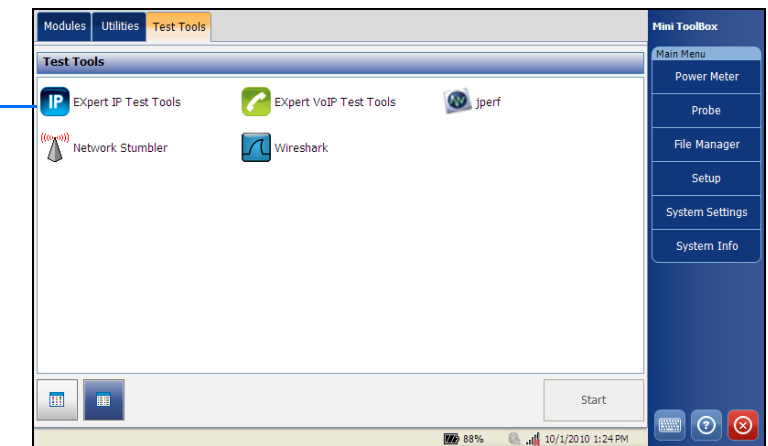 Modules Utilities Test Tools
Mini ToolBox
Test Tools
Main Menu
Power Meter
IP EXpert IP Test Tools EXpert VoIP Test Tools jperf
Probe
Network Stumbler Wireshark
File Manager
Setup
System Settings
System Info
Start
88% 10/1/2010 1:24 PM